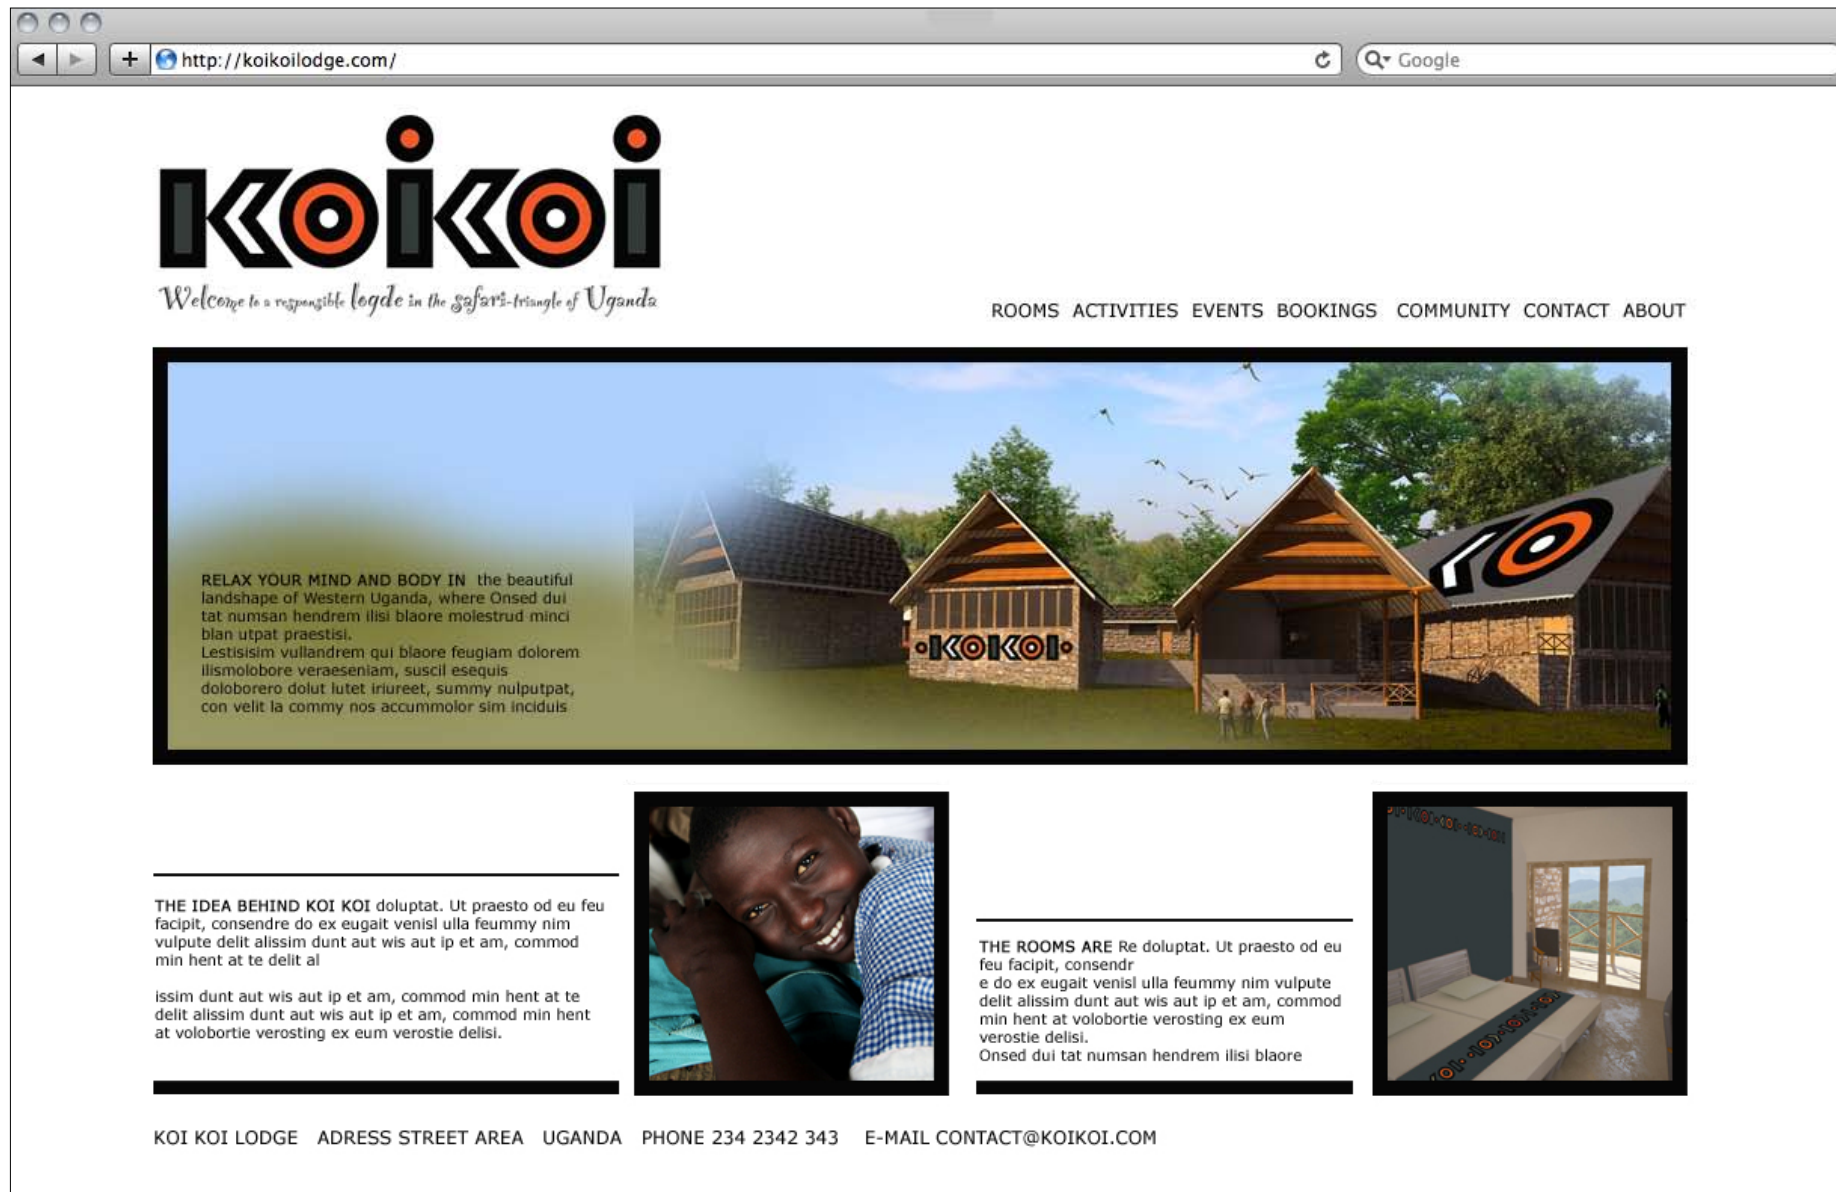 http://koikoilodge.com/
Google
KOiKOi
Welcome to a responsible logde in the safari-triangle of Uganda
ROOMS ACTIVITIES EVENTS BOOKINGS COMMUNITY CONTACT ABOUT
KO
KOKOI
RELAX YOUR MIND AND BODY IN the beautiful
landshape of Western Uganda, where Onsed dui
tat numsan hendrem ilisi blaore molestrud minci
blan utpat praestisi.
Lestisisim vullandrem qui blaore feugiam dolorem
ilismolobore veraeseniam, suscil esequis
doloborero dolut lutet iriureet, summy nulputpat,
con velit la commy nos accummolor sim inciduis
THE IDEA BEHIND KOI KOI doluptat. Ut praesto od eu feu
facipit, consendre do ex eugait venisl ulla feummy nim
vulpute delit alissim dunt aut wis aut ip et am, commod
min hent at te delit al
issim dunt aut wis aut ip et am, commod min hent at te
delit alissim dunt aut wis aut ip et am, commod min hent
at volobortie verosting ex eum verostie delisi.
THE ROOMS ARE Re doluptat. Ut praesto od eu
feu facipit, consendr
e do ex eugait venisl ulla feummy nim vulpute
delit alissim dunt aut wis aut ip et am, commod
min hent at volobortie verosting ex eum
verostie delisi.
Onsed dui tat numsan hendrem ilisi blaore
KOI KOI LODGE ADRESS STREET AREA UGANDA PHONE 234 2342 343 E-MAIL CONTACT@KOIKOI.COM